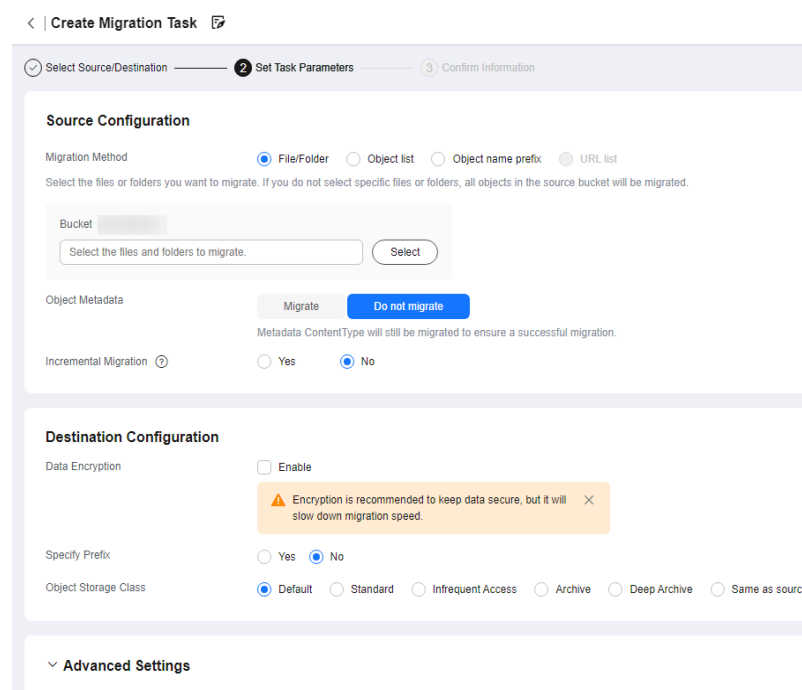 Create Migration Task
Select Source/Destination 2 Set Task Parameters 3 Confirm Information
Source Configuration
Migration Method File/Folder Object list Object name prefix URL list
Select the files or folders you want to migrate. If you do not select specific files or folders, all objects in the source bucket will be migrated.
Bucket
Select the files and folders to migrate. Select
Object Metadata Migrate Do not migrate
Metadata ContentType will still be migrated to ensure a successful migration.
Incremental Migration ? Yes No
Destination Configuration
Data Encryption Enable
Encryption is recommended to keep data secure, but it will
slow down migration speed.
Specify Prefix Yes No
Object Storage Class Default Standard Infrequent Access Archive Deep Archive Same as sourc
Advanced Settings